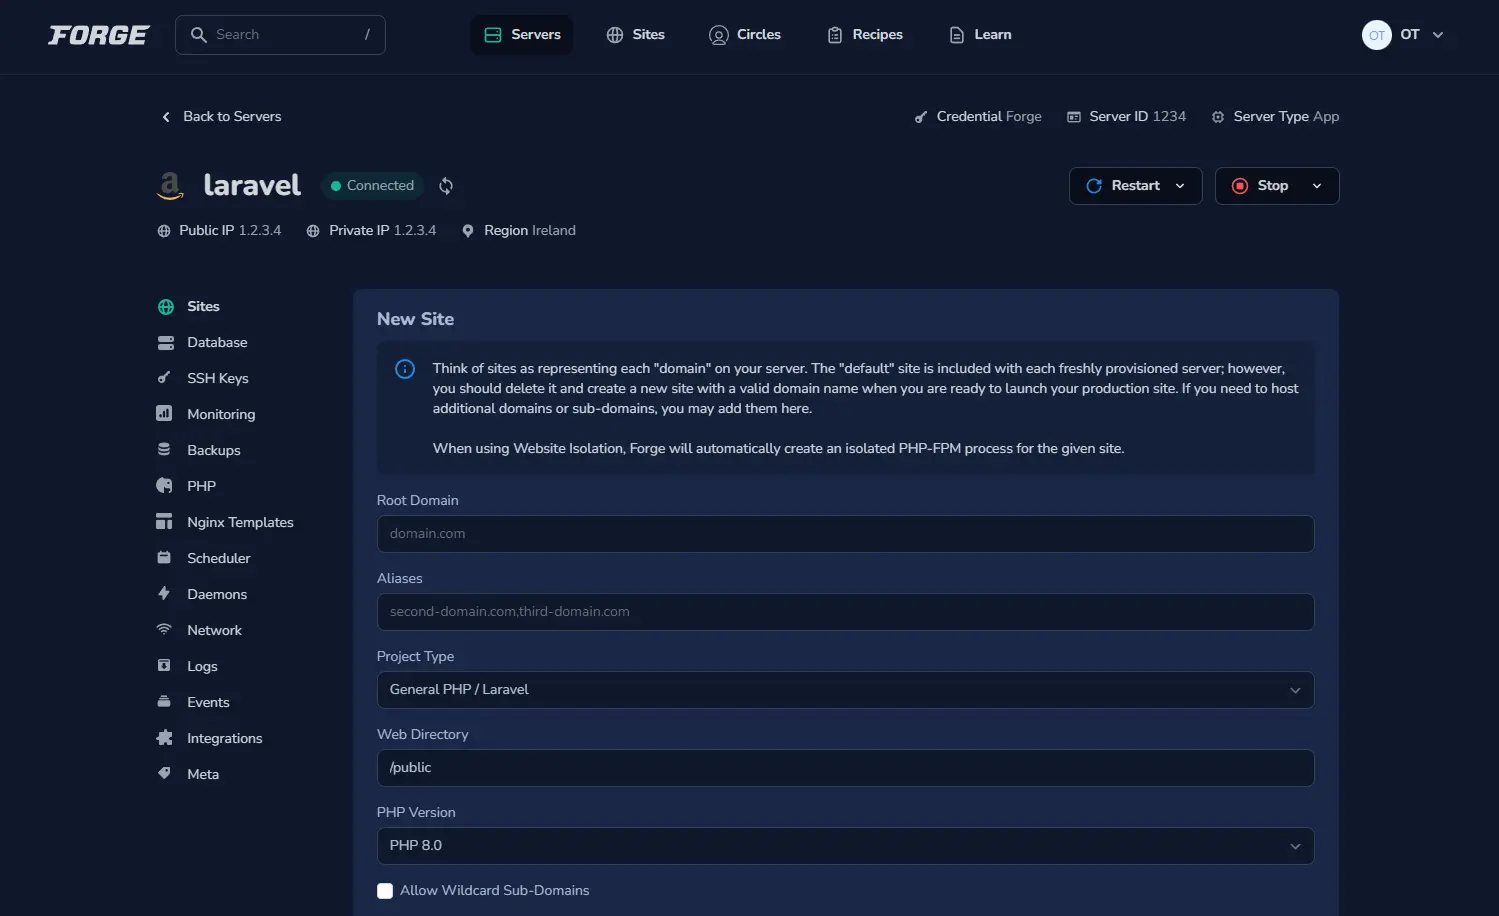 FORGE
Search /
Servers
Sites
Circles
Recipes
Learn
OT OT
Back to Servers
Credential Forge
Server ID 1234
Server Type App
a laravel
Connected
Restart
Stop
Public IP 1.2.3.4
Private IP 1.2.3.4
Region Ireland
Sites
Database
SSH Keys
Monitoring
Backups
PHP
Nginx Templates
Scheduler
Daemons
Network
Logs
Events
Integrations
Meta
New Site
Think of sites as representing each "domain" on your server. The "default" site is included with each freshly provisioned server; however,
you should delete it and create a new site with a valid domain name when you are ready to launch your production site. If you need to host
additional domains or sub-domains, you may add them here.
When using Website Isolation, Forge will automatically create an isolated PHP-FPM process for the given site.
Root Domain
domain.com
Aliases
second-domain.com,third-domain.com
Project Type
General PHP / Laravel
Web Directory
/public
PHP Version
PHP 8.0
Allow Wildcard Sub-Domains